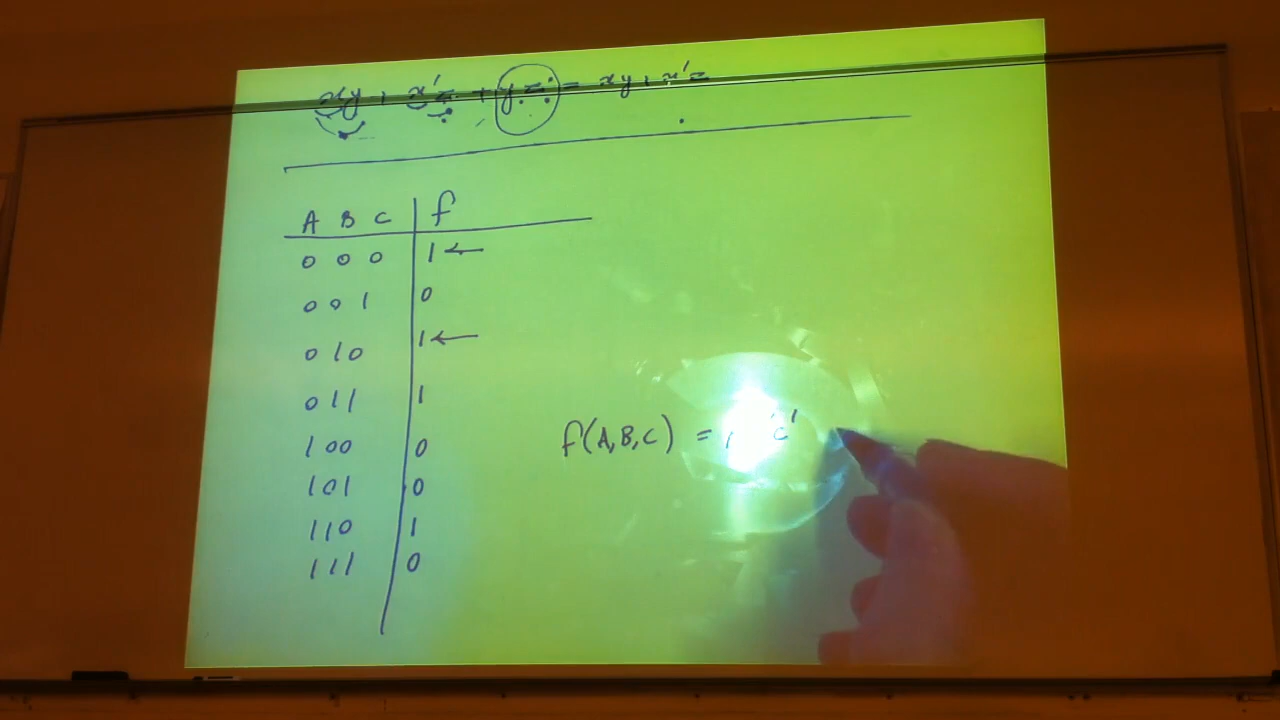 xy + x'z + yz = xy + x'z
A B C | f
0 0 0 | 1 ←
0 0 1 | 0
0 1 0 | 1 ←
0 1 1 | 1
1 0 0 | 0
1 0 1 | 0
1 1 0 | 1
1 1 1 | 0
f(A,B,C) = ' c'